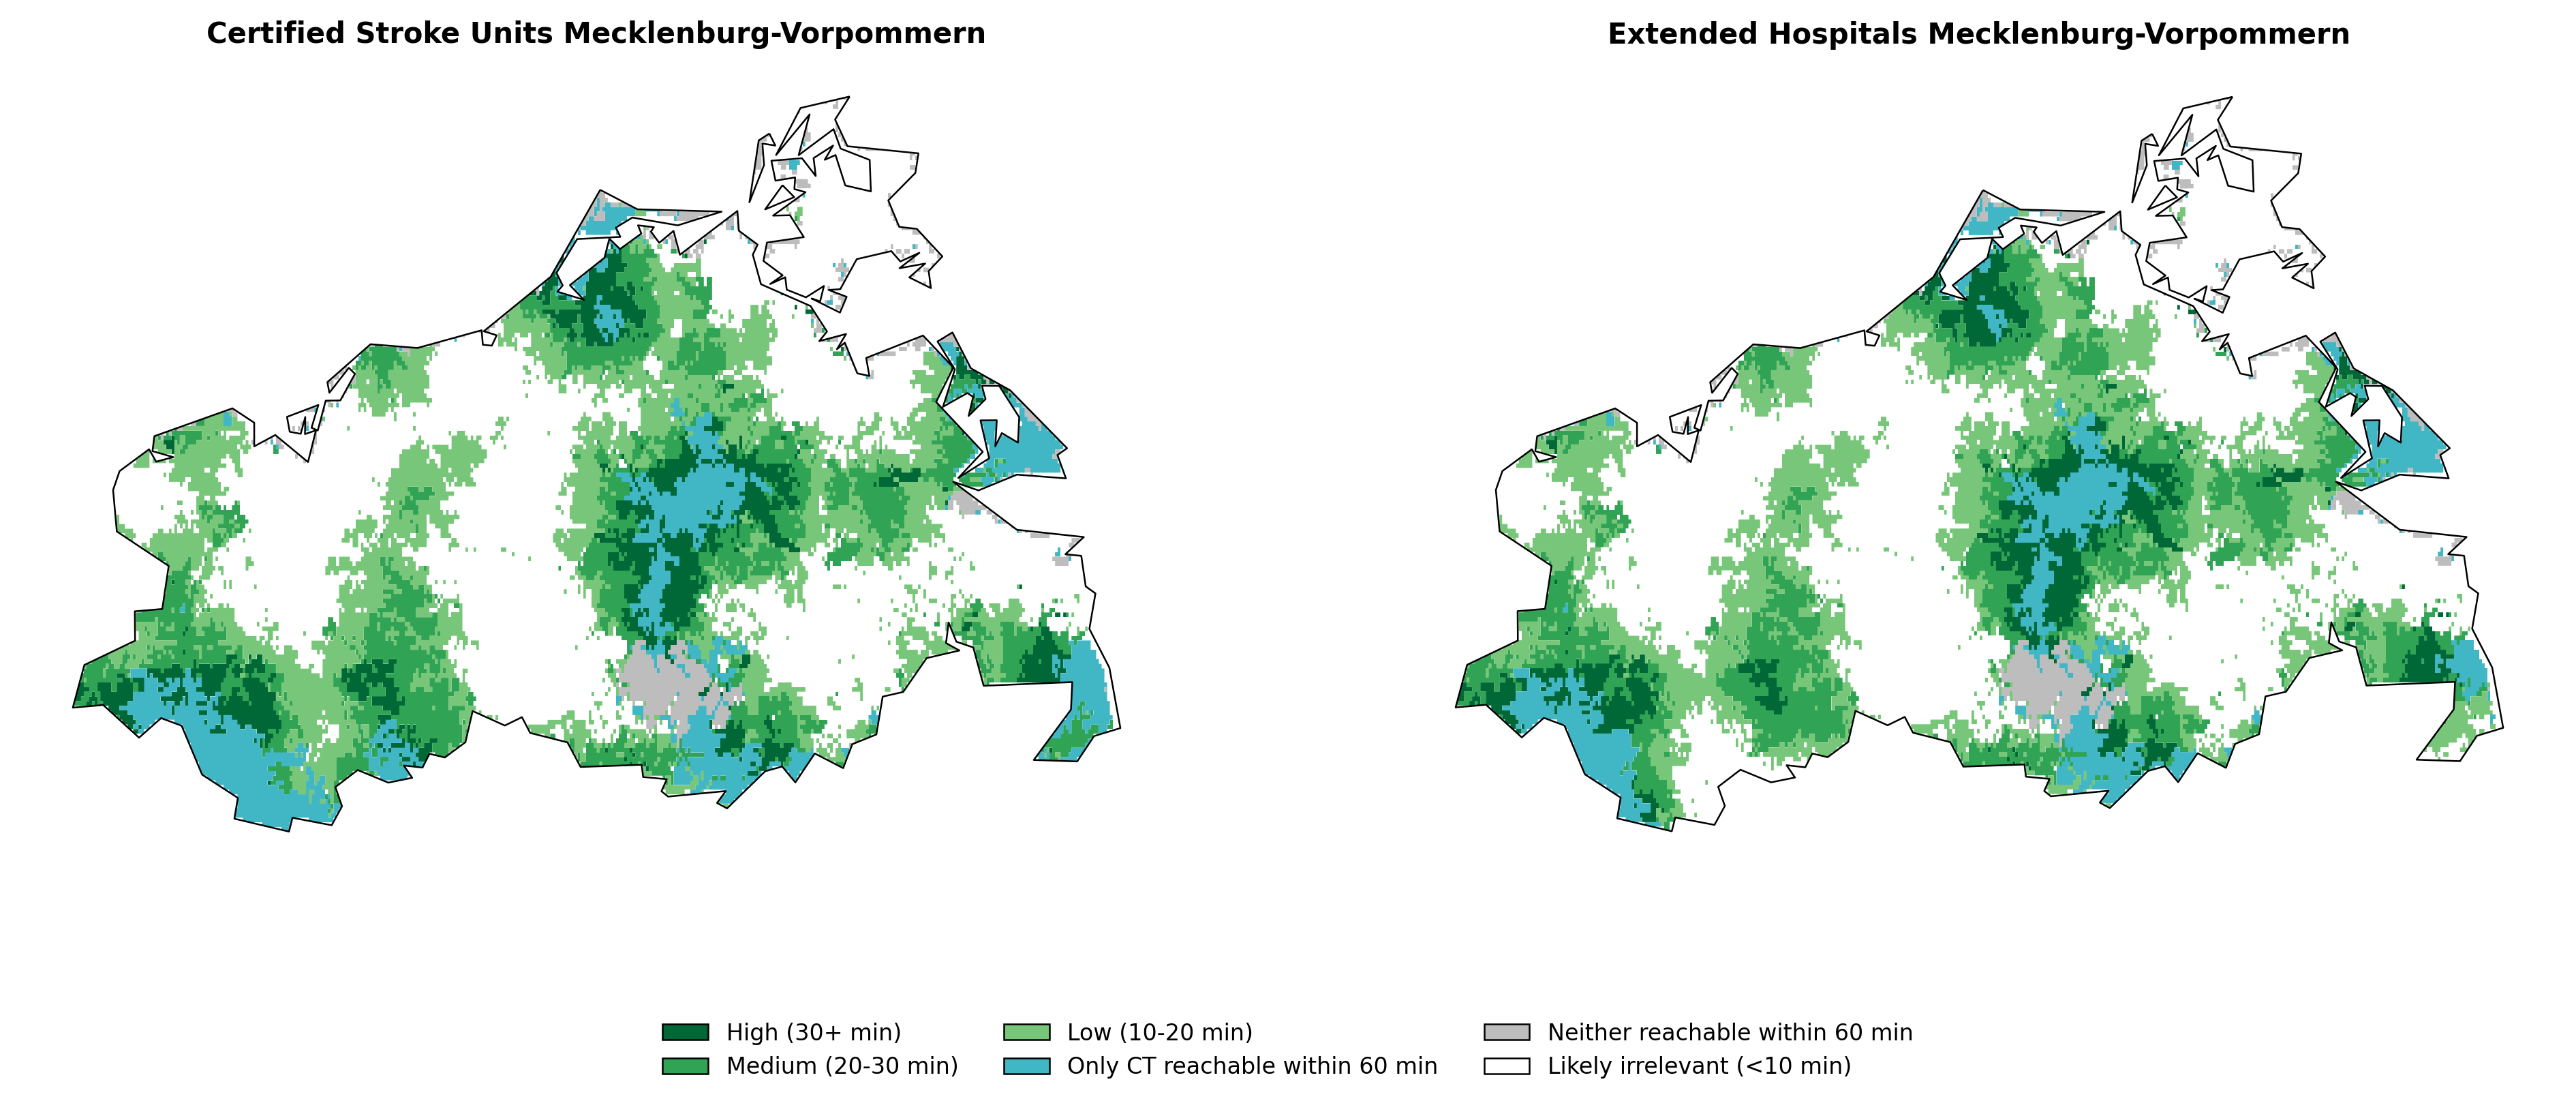 Certified Stroke Units Mecklenburg-Vorpommern
Extended Hospitals Mecklenburg-Vorpommern
High (30+ min)
Medium (20-30 min)
Low (10-20 min)
Only CT reachable within 60 min
Neither reachable within 60 min
Likely irrelevant (<10 min)